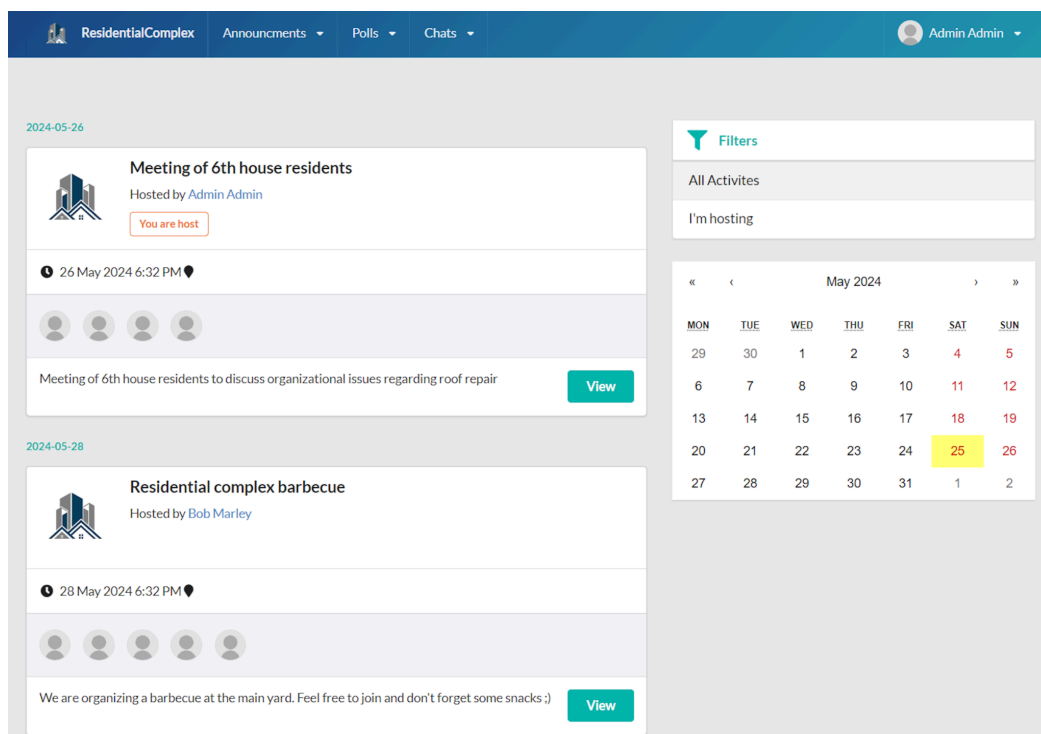 ResidentialComplex Announcments Polls Chats Admin Admin
2024-05-26
Meeting of 6th house residents
Hosted by Admin Admin
You are host
26 May 2024 6:32 PM
Meeting of 6th house residents to discuss organizational issues regarding roof repair
View
2024-05-28
Residential complex barbecue
Hosted by Bob Marley
28 May 2024 6:32 PM
We are organizing a barbecue at the main yard. Feel free to join and don't forget some snacks ;)
View
Filters
All Activites
I'm hosting
« ‹ May 2024 › »
MON TUE WED THU FRI SAT SUN
29 30 1 2 3 4 5
6 7 8 9 10 11 12
13 14 15 16 17 18 19
20 21 22 23 24 25 26
27 28 29 30 31 1 2